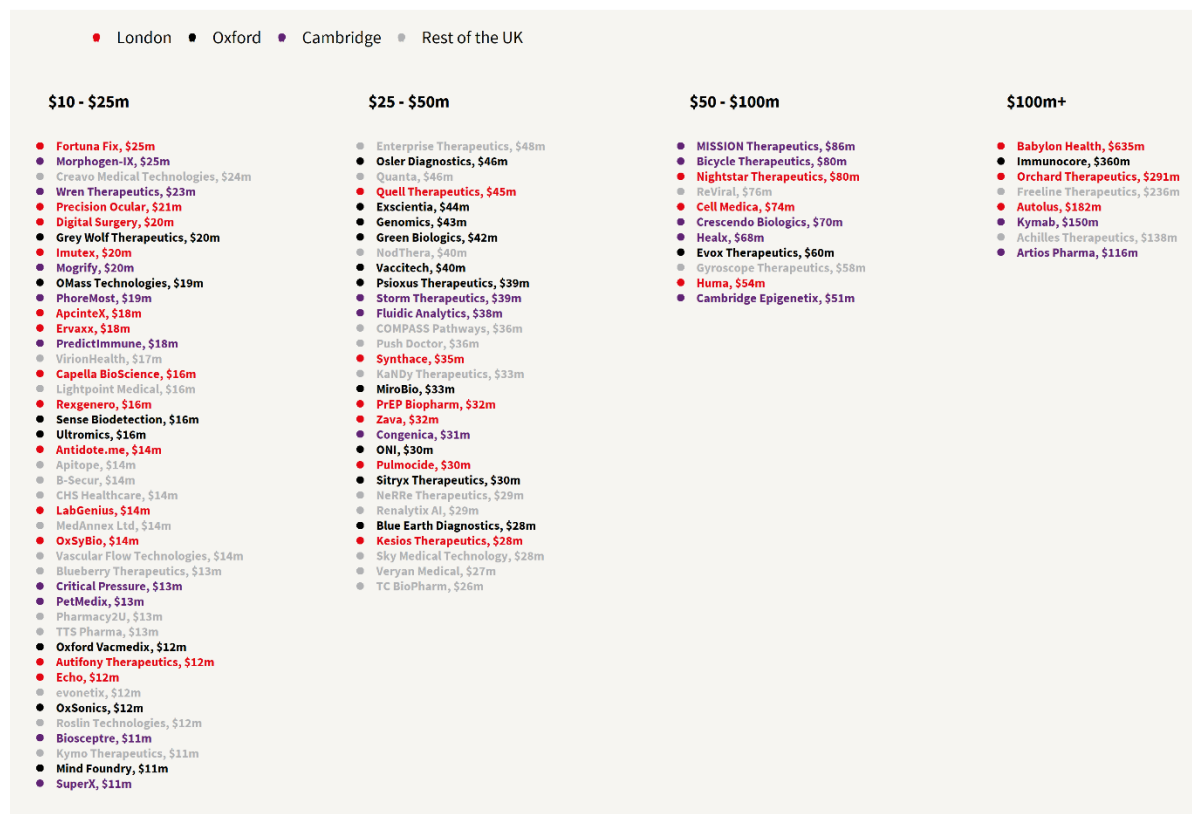 London
Oxford
Cambridge
Rest of the UK
$10 - $25m
Fortuna Fix, $25m
Morphogen-IX, $25m
Creavo Medical Technologies, $24m
Wren Therapeutics, $23m
Precision Ocular, $21m
Digital Surgery, $20m
Grey Wolf Therapeutics, $20m
Imutex, $20m
Mogrify, $20m
OMass Technologies, $19m
PhoreMost, $19m
ApcinteX, $18m
Ervaxx, $18m
PredictImmune, $18m
VirionHealth, $17m
Capella BioScience, $16m
Lightpoint Medical, $16m
Rexgenero, $16m
Sense Biodetection, $16m
Ultromics, $16m
Antidote.me, $14m
Apitope, $14m
B-Secur, $14m
CHS Healthcare, $14m
LabGenius, $14m
MedAnnex Ltd, $14m
OxSyBio, $14m
Vascular Flow Technologies, $14m
Blueberry Therapeutics, $13m
Critical Pressure, $13m
PetMedix, $13m
Pharmacy2U, $13m
TTS Pharma, $13m
Oxford Vacmedix, $12m
Autifony Therapeutics, $12m
Echo, $12m
evonetix, $12m
OxSonics, $12m
Roslin Technologies, $12m
Biosceptre, $11m
Kymo Therapeutics, $11m
Mind Foundry, $11m
SuperX, $11m
$25 - $50m
Enterprise Therapeutics, $48m
Osler Diagnostics, $46m
Quanta, $46m
Quell Therapeutics, $45m
Exscientia, $44m
Genomics, $43m
Green Biologics, $42m
NodThera, $40m
Vaccitech, $40m
Psioxus Therapeutics, $39m
Storm Therapeutics, $39m
Fluidic Analytics, $38m
COMPASS Pathways, $36m
Push Doctor, $36m
Synthace, $35m
KaNDy Therapeutics, $33m
MiroBio, $33m
PrEP Biopharm, $32m
Zava, $32m
Congenica, $31m
ONI, $30m
Pulmocide, $30m
Sitryx Therapeutics, $30m
NeRRe Therapeutics, $29m
Renalytix AI, $29m
Blue Earth Diagnostics, $28m
Kesios Therapeutics, $28m
Sky Medical Technology, $28m
Veryan Medical, $27m
TC BioPharm, $26m
$50 - $100m
MISSION Therapeutics, $86m
Bicycle Therapeutics, $80m
Nightstar Therapeutics, $80m
ReViral, $76m
Cell Medica, $74m
Crescendo Biologics, $70m
Healx, $68m
Evox Therapeutics, $60m
Gyroscope Therapeutics, $58m
Huma, $54m
Cambridge Epigenetix, $51m
$100m+
Babylon Health, $635m
Immunocore, $360m
Orchard Therapeutics, $291m
Freeline Therapeutics, $236m
Autolus, $182m
Kymab, $150m
Achilles Therapeutics, $138m
Artios Pharma, $116m